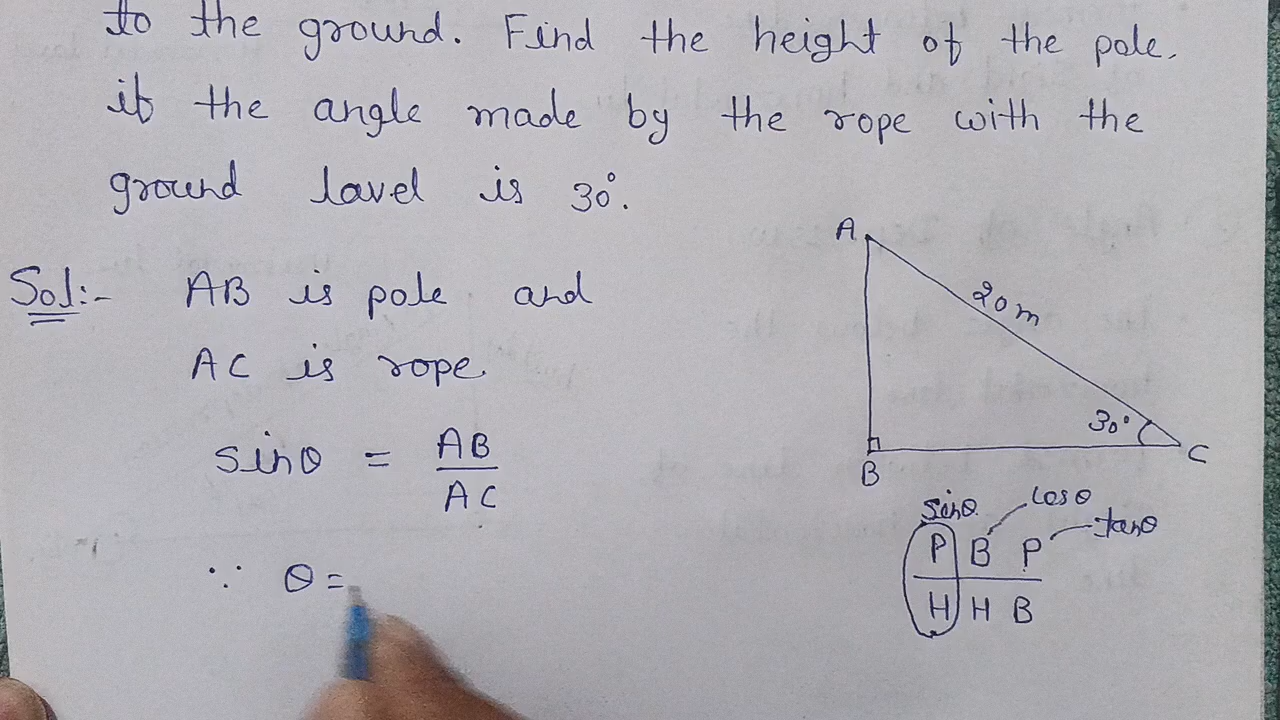 to the ground. Find the height of the pole.
if the angle made by the rope with the
ground lavel is 30°.
Sol:- AB is pole and
AC is rope.
sinθ = AB
AC
∵ θ =
A
20 m
30°
B
C
sinθ
cosθ
tanθ
P B P
H H B